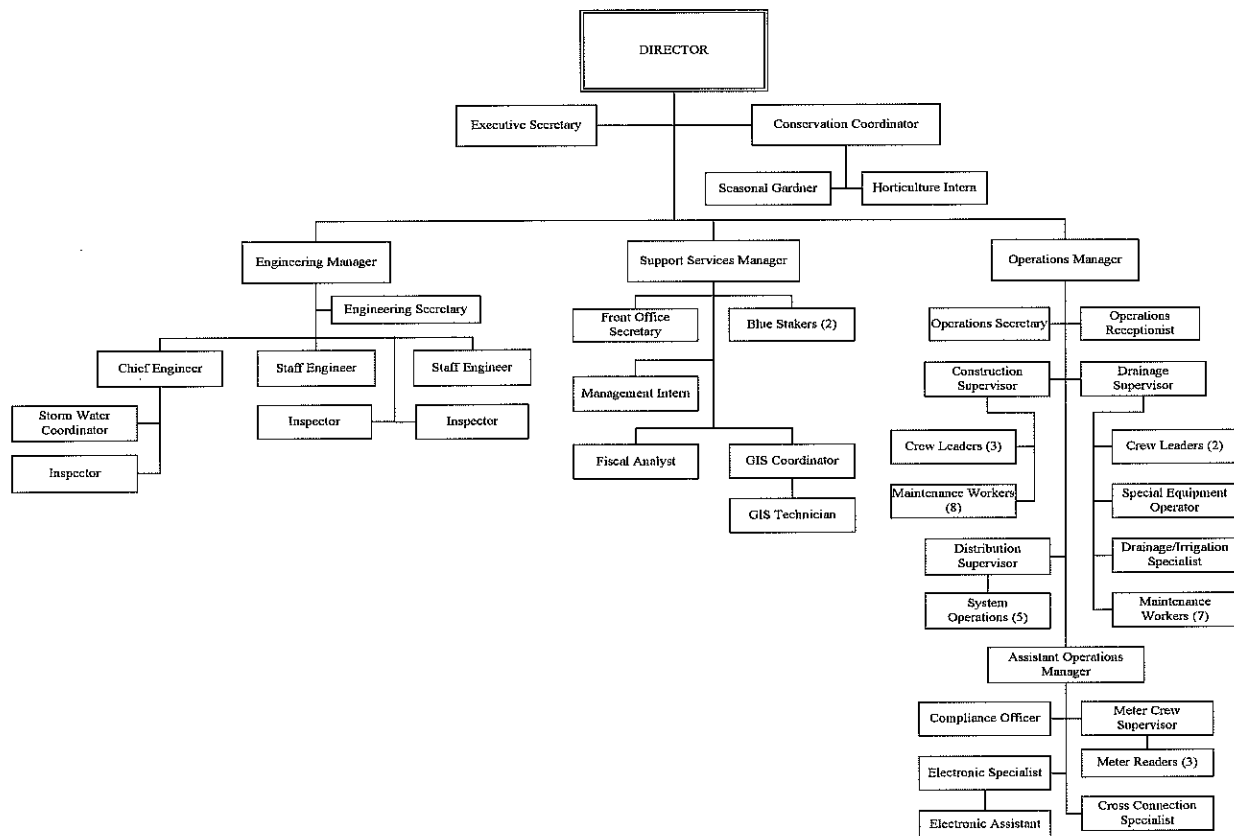 DIRECTOR
Executive Secretary
Conservation Coordinator
Seasonal Gardner
Horticulture Intern
Engineering Manager
Support Services Manager
Operations Manager
Engineering Secretary
Chief Engineer
Staff Engineer
Staff Engineer
Storm Water
Coordinator
Inspector
Inspector
Inspector
Front Office
Secretary
Blue Stakers (2)
Management Intern
Fiscal Analyst
GIS Coordinator
GIS Technician
Operations Secretary
Operations
Receptionist
Construction
Supervisor
Drainage
Supervisor
Crew Leaders (3)
Maintenance Workers
(8)
Crew Leaders (2)
Special Equipment
Operator
Drainage/Irrigation
Specialist
Maintenance
Workers (7)
Distribution
Supervisor
System
Operations (5)
Assistant Operations
Manager
Compliance Officer
Meter Crew
Supervisor
Meter Readers (3)
Electronic Specialist
Electronic Assistant
Cross Connection
Specialist